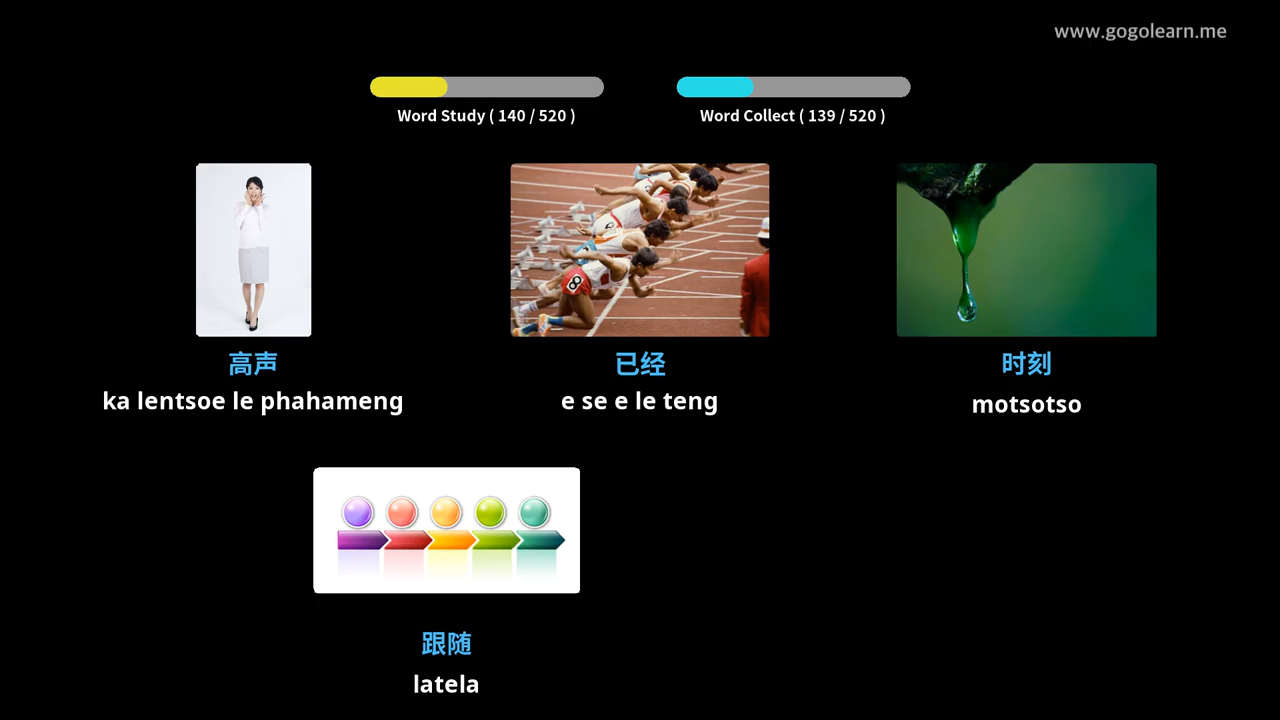 www.gogolearn.me
Word Study ( 140 / 520 )
Word Collect ( 139 / 520 )
高声
ka lentsoe le phahameng
已经
e se e le teng
时刻
motsotso
跟随
latela